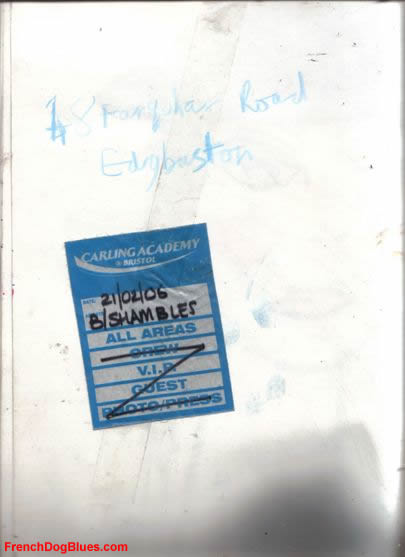 18 Farquhar Road
Edgbaston
CARLING ACADEMY
BRISTOL
DATE: 21/02/06
B/SHAMBLES
ALL AREAS
CREW
V.I.P.
GUEST
PHOTO/PRESS
FrenchDogBlues.com